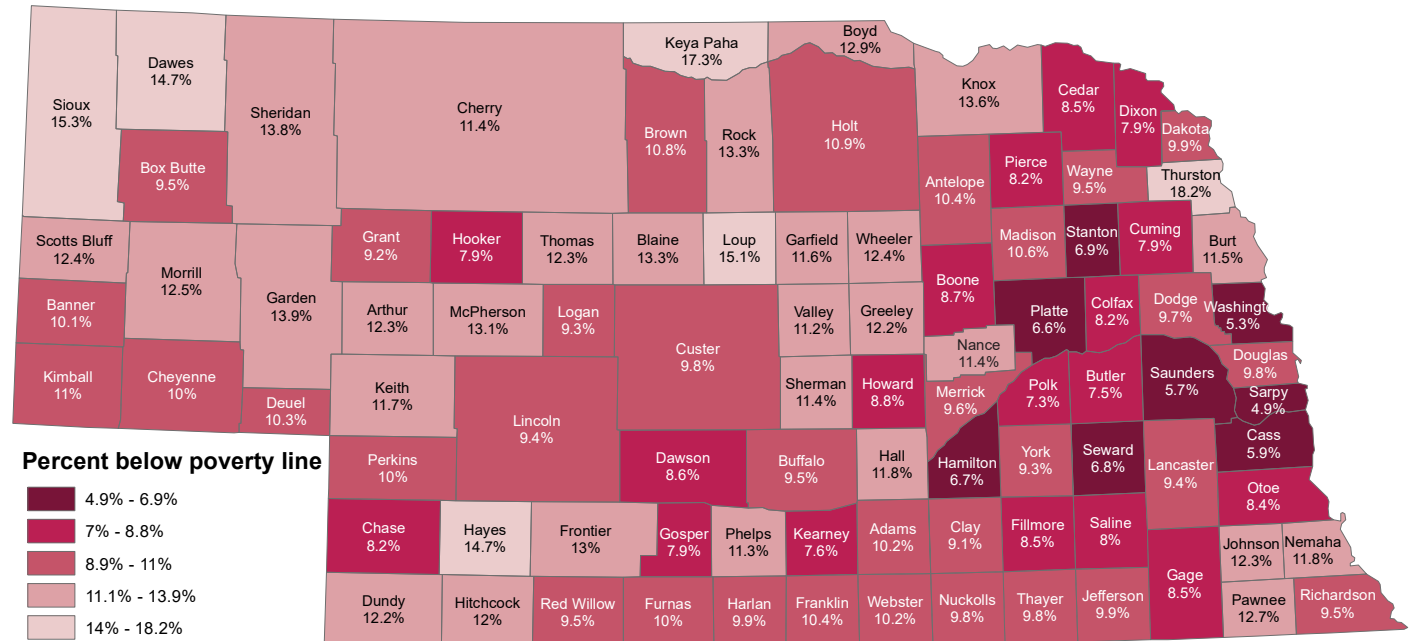 Dawes
14.7%
Sioux
15.3%
Sheridan
13.8%
Box Butte
9.5%
Cherry
11.4%
Keya Paha
17.3%
Boyd
12.9%
Brown
10.8%
Rock
13.3%
Holt
10.9%
Knox
13.6%
Cedar
8.5%
Dixon
7.9%
Dakota
9.9%
Antelope
10.4%
Pierce
8.2%
Wayne
9.5%
Thurston
18.2%
Scotts Bluff
12.4%
Morrill
12.5%
Garden
13.9%
Grant
9.2%
Hooker
7.9%
Thomas
12.3%
Blaine
13.3%
Loup
15.1%
Garfield
11.6%
Wheeler
12.4%
Madison
10.6%
Stanton
6.9%
Cuming
7.9%
Burt
11.5%
Banner
10.1%
Arthur
12.3%
McPherson
13.1%
Logan
9.3%
Custer
9.8%
Valley
11.2%
Greeley
12.2%
Boone
8.7%
Platte
6.6%
Colfax
8.2%
Dodge
9.7%
Washingt
5.3%
Nance
11.4%
Kimball
11%
Cheyenne
10%
Deuel
10.3%
Keith
11.7%
Lincoln
9.4%
Sherman
11.4%
Howard
8.8%
Merrick
9.6%
Polk
7.3%
Butler
7.5%
Saunders
5.7%
Douglas
9.8%
Sarpy
4.9%
Perkins
10%
Dawson
8.6%
Buffalo
9.5%
Hall
11.8%
Hamilton
6.7%
York
9.3%
Seward
6.8%
Lancaster
9.4%
Cass
5.9%
Otoe
8.4%
Chase
8.2%
Hayes
14.7%
Frontier
13%
Gosper
7.9%
Phelps
11.3%
Kearney
7.6%
Adams
10.2%
Clay
9.1%
Fillmore
8.5%
Saline
8%
Gage
8.5%
Johnson
12.3%
Nemaha
11.8%
Dundy
12.2%
Hitchcock
12%
Red Willow
9.5%
Furnas
10%
Harlan
9.9%
Franklin
10.4%
Webster
10.2%
Nuckolls
9.8%
Thayer
9.8%
Jefferson
9.9%
Pawnee
12.7%
Richardson
9.5%
Percent below poverty line
4.9% - 6.9%
7% - 8.8%
8.9% - 11%
11.1% - 13.9%
14% - 18.2%